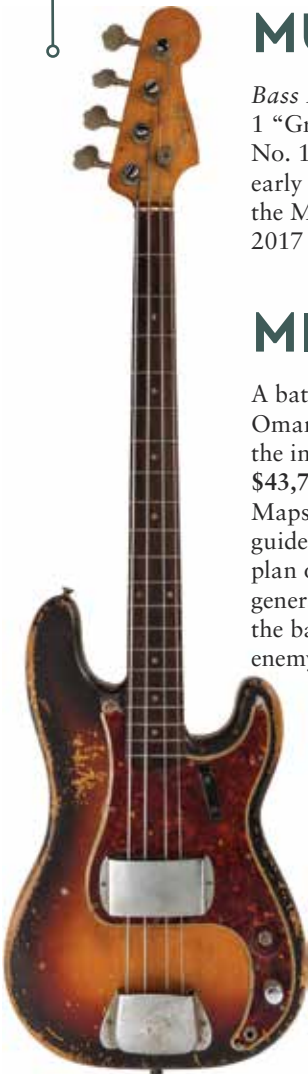 MU
Bass
1 “Gr
No. 1
early
the M
2017
A bat
Omar
the in
$43,7
Maps
guide
plan o
gener
the ba
enemy